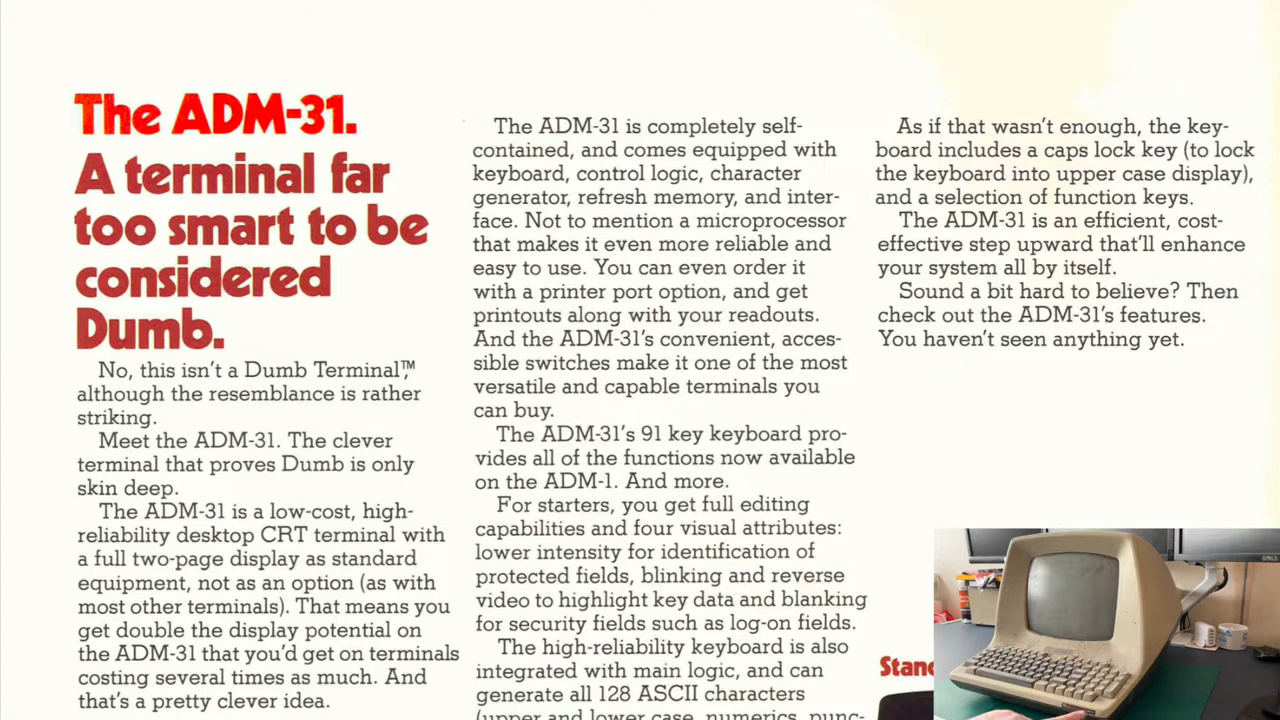 The ADM-31.
A terminal far
too smart to be
considered
Dumb.
No, this isn't a Dumb Terminal,™
although the resemblance is rather
striking.
Meet the ADM-31. The clever
terminal that proves Dumb is only
skin deep.
The ADM-31 is a low-cost, high-
reliability desktop CRT terminal with
a full two-page display as standard
equipment, not as an option (as with
most other terminals). That means you
get double the display potential on
the ADM-31 that you'd get on terminals
costing several times as much. And
that's a pretty clever idea.
The ADM-31 is completely self-
contained, and comes equipped with
keyboard, control logic, character
generator, refresh memory, and inter-
face. Not to mention a microprocessor
that makes it even more reliable and
easy to use. You can even order it
with a printer port option, and get
printouts along with your readouts.
And the ADM-31's convenient, acces-
sible switches make it one of the most
versatile and capable terminals you
can buy.
The ADM-31's 91 key keyboard pro-
vides all of the functions now available
on the ADM-1. And more.
For starters, you get full editing
capabilities and four visual attributes:
lower intensity for identification of
protected fields, blinking and reverse
video to highlight key data and blanking
for security fields such as log-on fields.
The high-reliability keyboard is also
integrated with main logic, and can
generate all 128 ASCII characters
(upper and lower case, numerics, punc-
As if that wasn't enough, the key-
board includes a caps lock key (to lock
the keyboard into upper case display),
and a selection of function keys.
The ADM-31 is an efficient, cost-
effective step upward that'll enhance
your system all by itself.
Sound a bit hard to believe? Then
check out the ADM-31's features.
You haven't seen anything yet.